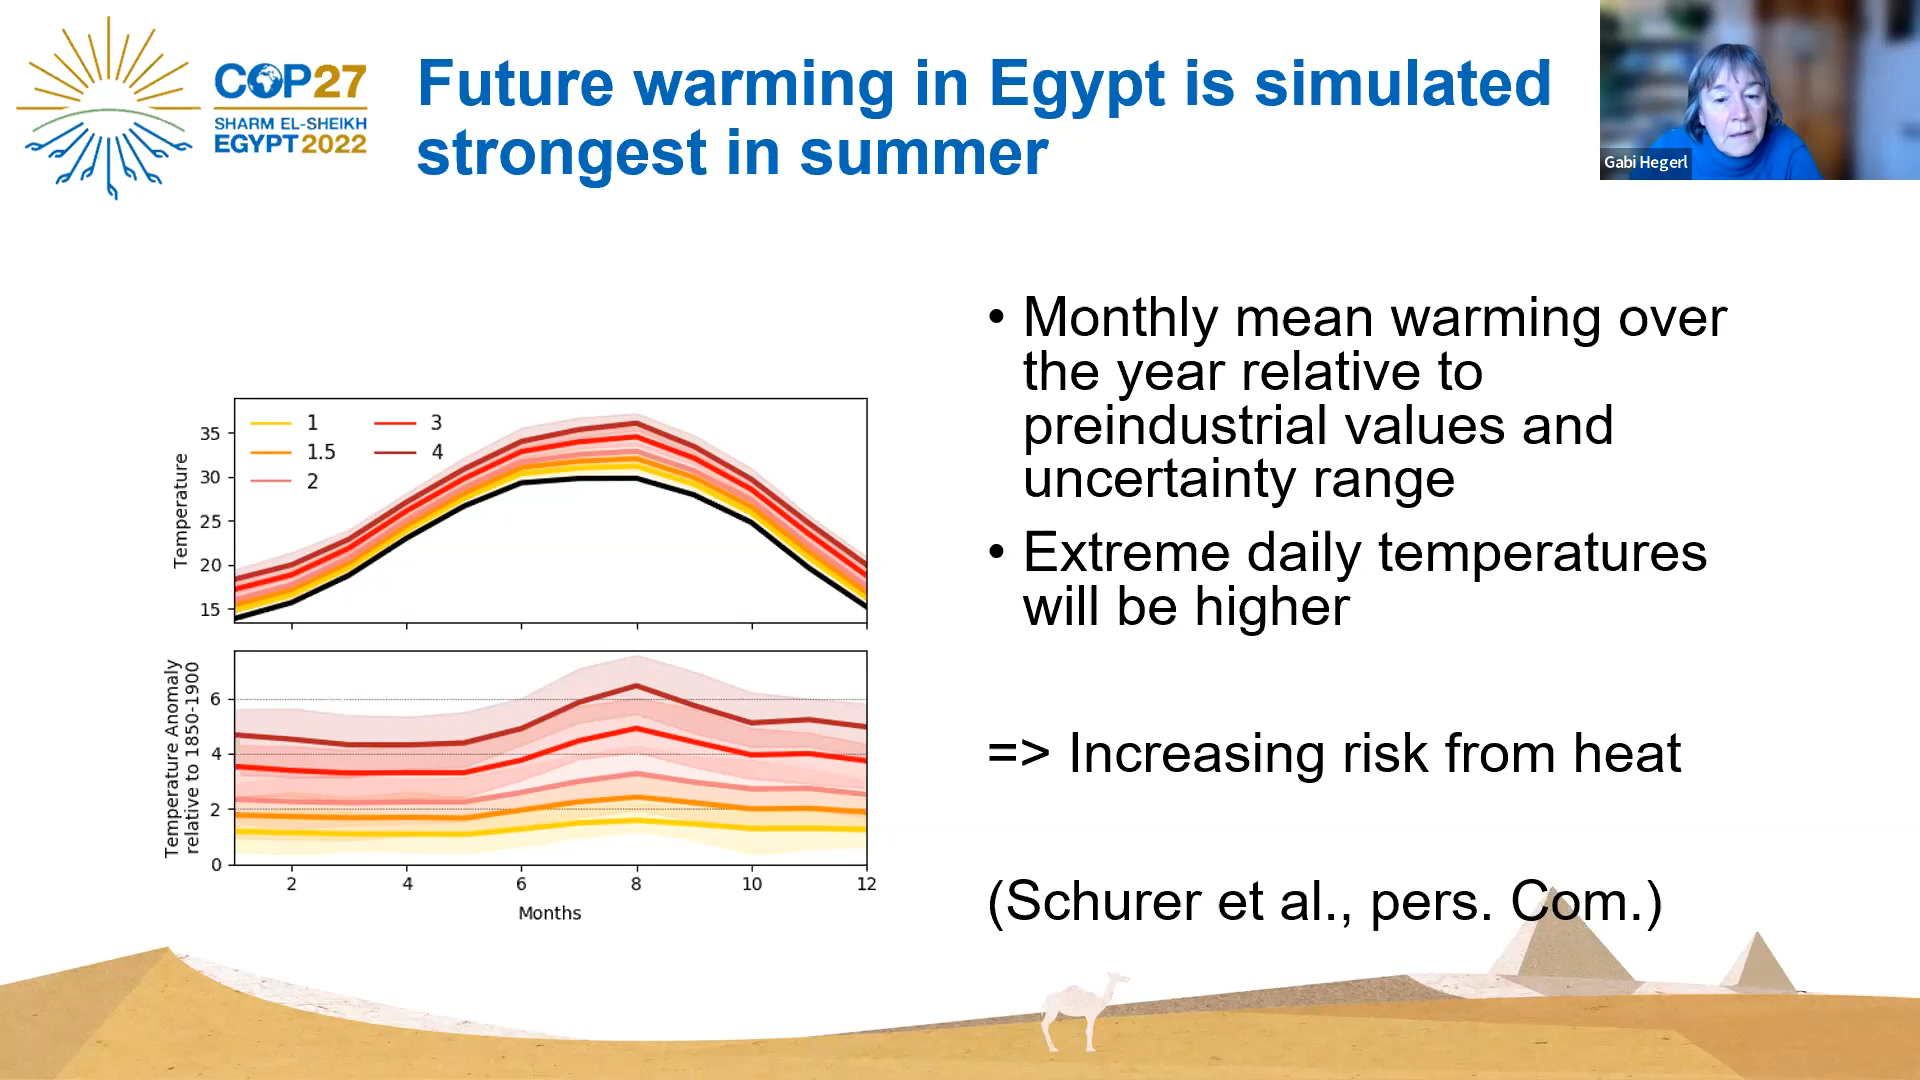 COP27
SHARM EL-SHEIKH
EGYPT 2022
Future warming in Egypt is simulated
strongest in summer
Gabi Hegerl
• Monthly mean warming over
the year relative to
preindustrial values and
uncertainty range
• Extreme daily temperatures
will be higher
=> Increasing risk from heat
(Schurer et al., pers. Com.)
Temperature
35
30
25
20
15
1
1.5
2
3
4
Temperature Anomaly
relative to 1850-1900
6
4
2
0
2
4
6
8
10
12
Months